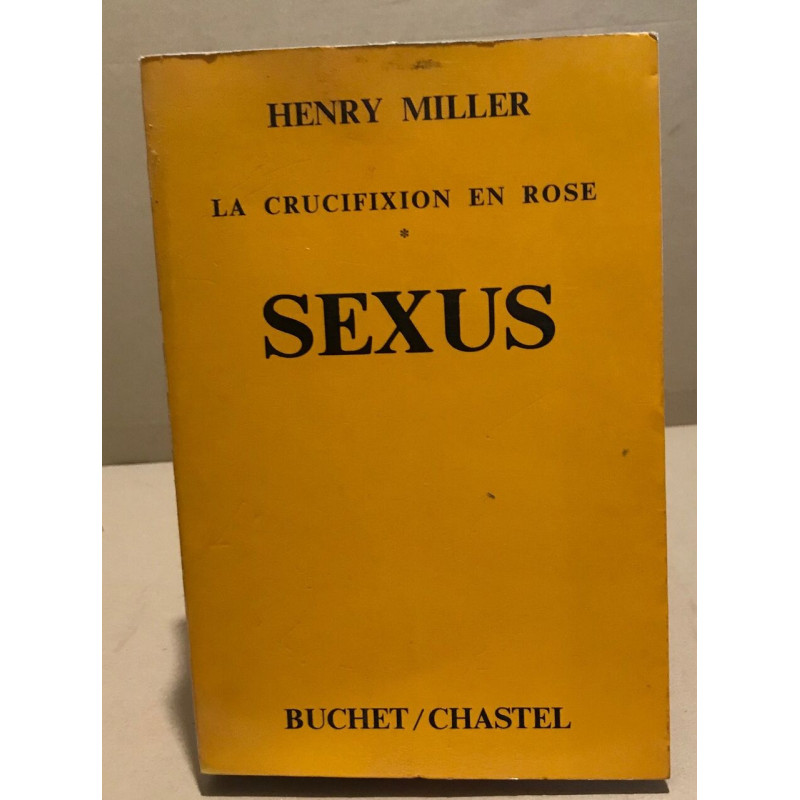 HENRY MILLER
LA CRUCIFIXION EN ROSE
*
SEXUS
BUCHET/CHASTEL